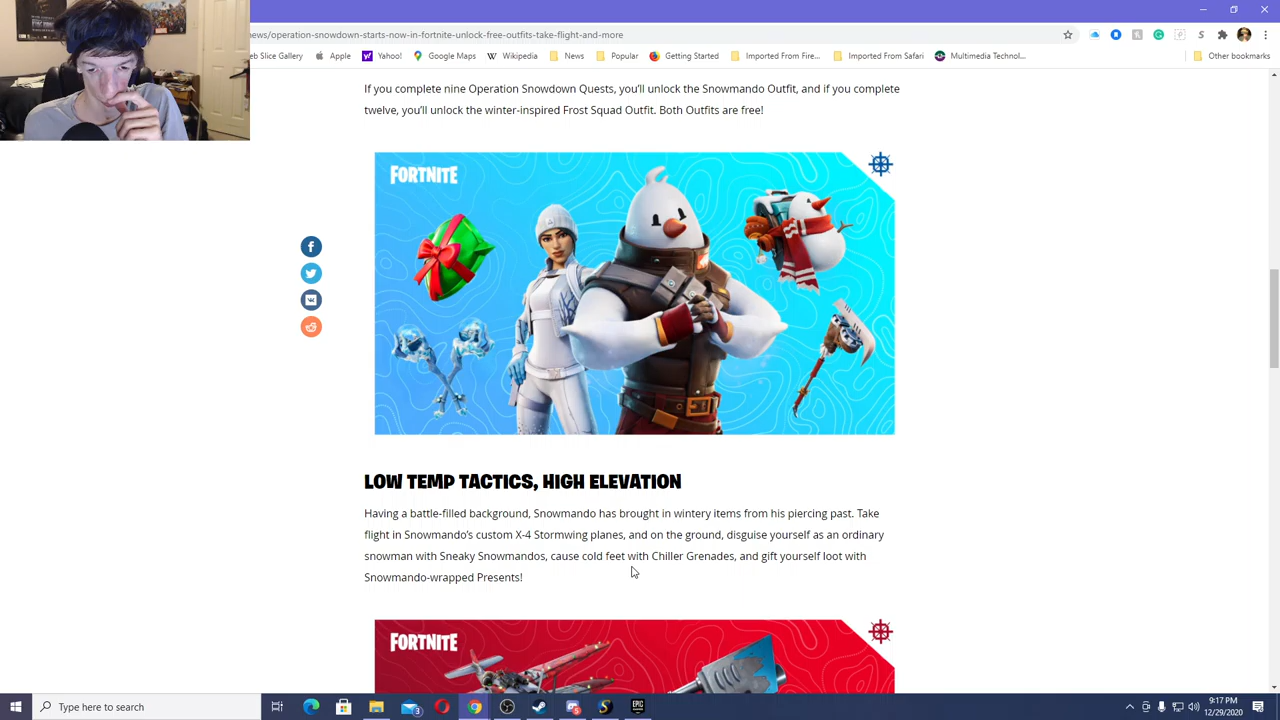 news/operation-snowdown-starts-now-in-fortnite-unlock-free-outfits-take-flight-and-more
eb Slice Gallery Apple Yahoo! Google Maps Wikipedia News Popular Getting Started Imported From Fire... Imported From Safari Multimedia Technol... Other bookmarks
If you complete nine Operation Snowdown Quests, you'll unlock the Snowmando Outfit, and if you complete
twelve, you'll unlock the winter-inspired Frost Squad Outfit. Both Outfits are free!
FORTNITE
LOW TEMP TACTICS, HIGH ELEVATION
Having a battle-filled background, Snowmando has brought in wintery items from his piercing past. Take
flight in Snowmando's custom X-4 Stormwing planes, and on the ground, disguise yourself as an ordinary
snowman with Sneaky Snowmandos, cause cold feet with Chiller Grenades, and gift yourself loot with
Snowmando-wrapped Presents!
FORTNITE
Type here to search
9:17 PM
12/29/2020